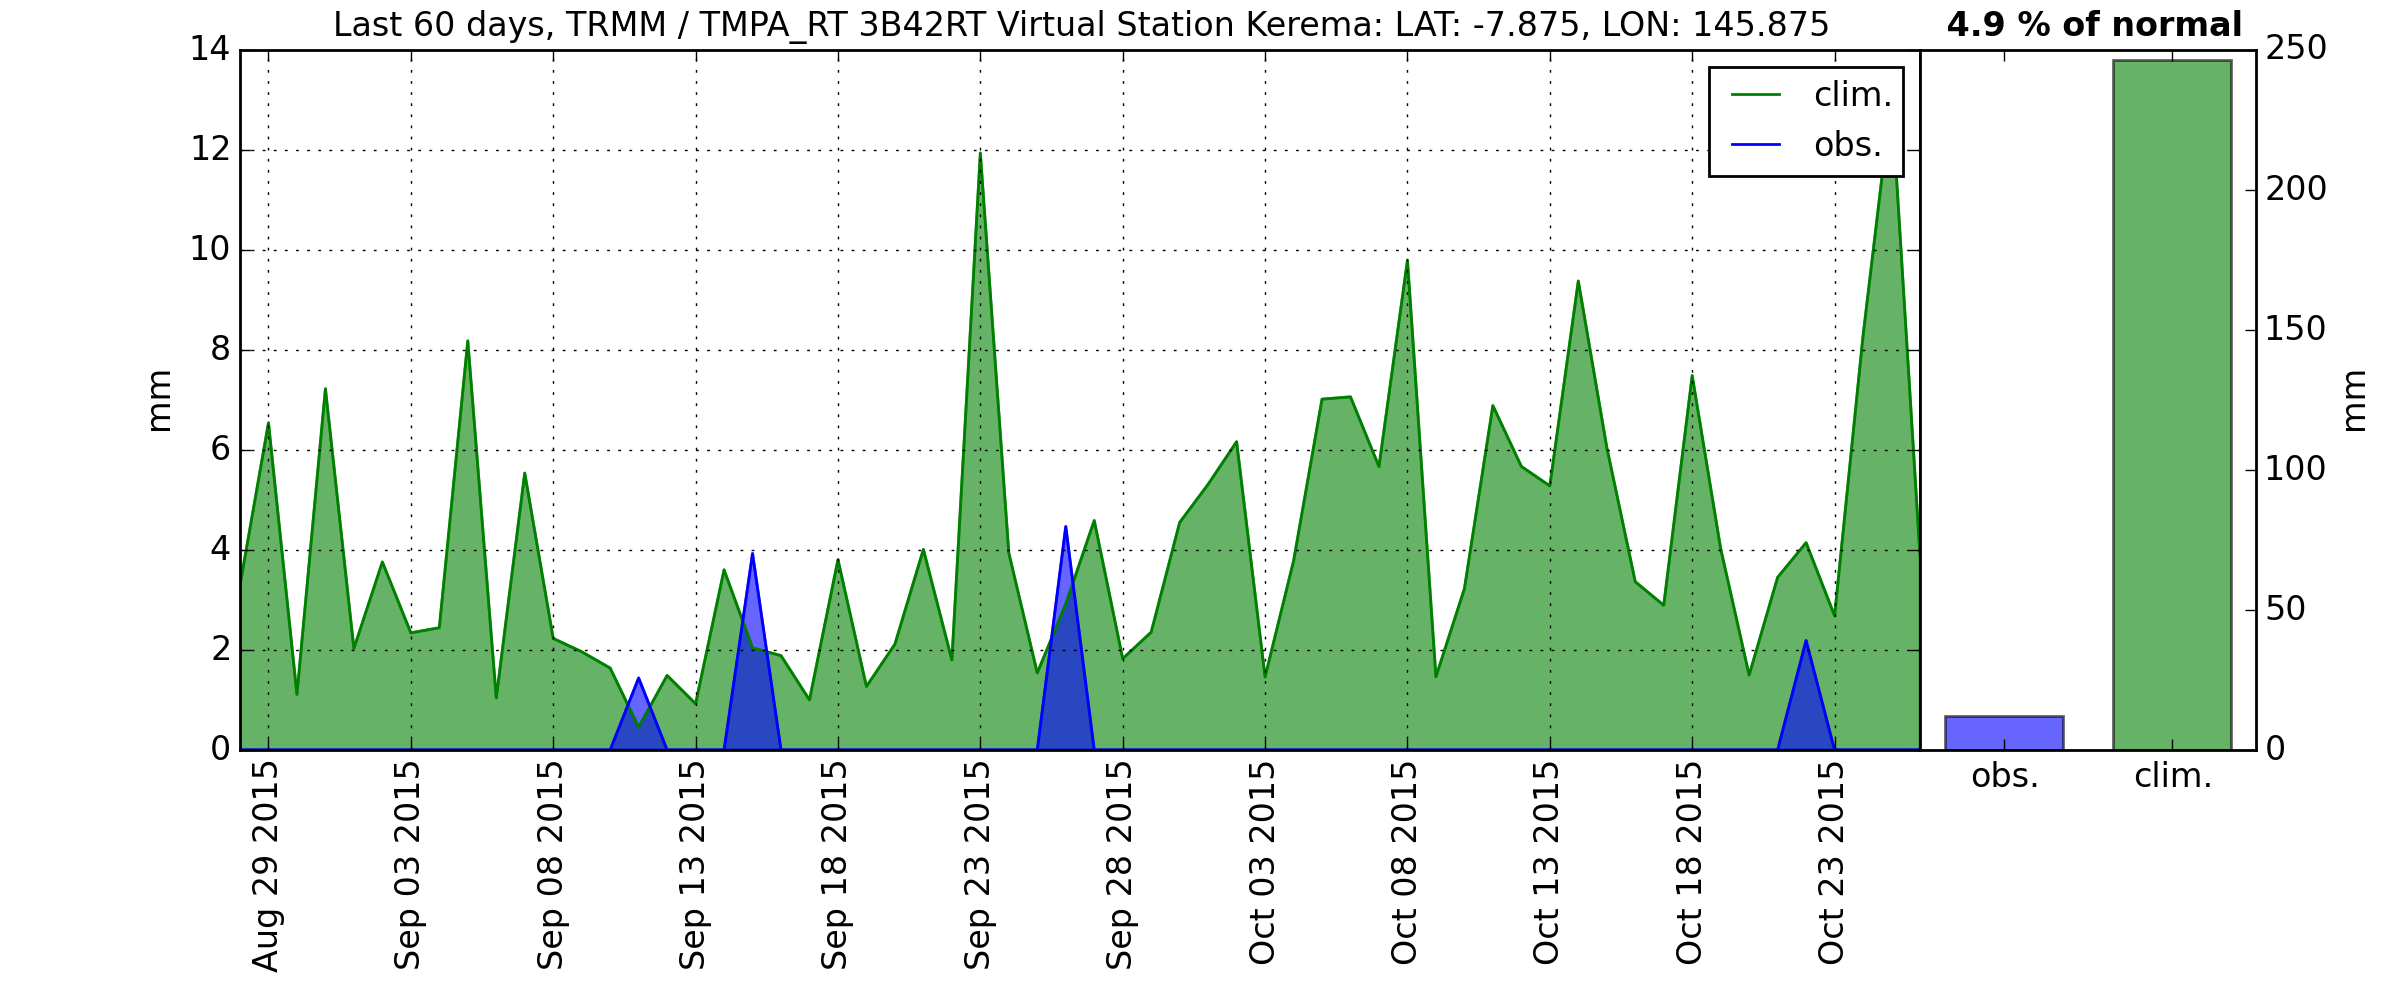 Last 60 days, TRMM / TMPA_RT 3B42RT Virtual Station Kerema: LAT: -7.875, LON: 145.875
4.9 % of normal
14
12
10
8
6
4
2
0
mm
clim.
obs.
250
200
150
100
50
0
mm
obs.
clim.
Aug 29 2015
Sep 03 2015
Sep 08 2015
Sep 13 2015
Sep 18 2015
Sep 23 2015
Sep 28 2015
Oct 03 2015
Oct 08 2015
Oct 13 2015
Oct 18 2015
Oct 23 2015